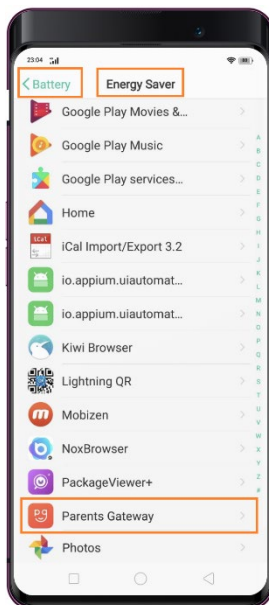 23:04
Battery
Energy Saver
Google Play Movies &...
Google Play Music
Google Play services...
Home
iCal
iCal Import/Export 3.2
io.appium.uiautomat...
io.appium.uiautomat...
Kiwi Browser
Lightning QR
Mobizen
NoxBrowser
PackageViewer+
Parents Gateway
Photos
A
B
C
D
E
F
G
H
I
J
K
L
M
N
O
P
Q
R
S
T
U
V
W
X
Y
Z
#